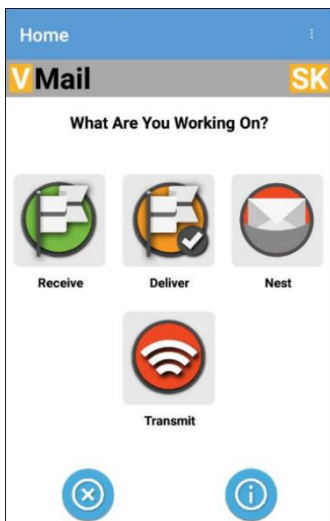 Home
VMail SK
What Are You Working On?
Receive Deliver Nest
Transmit